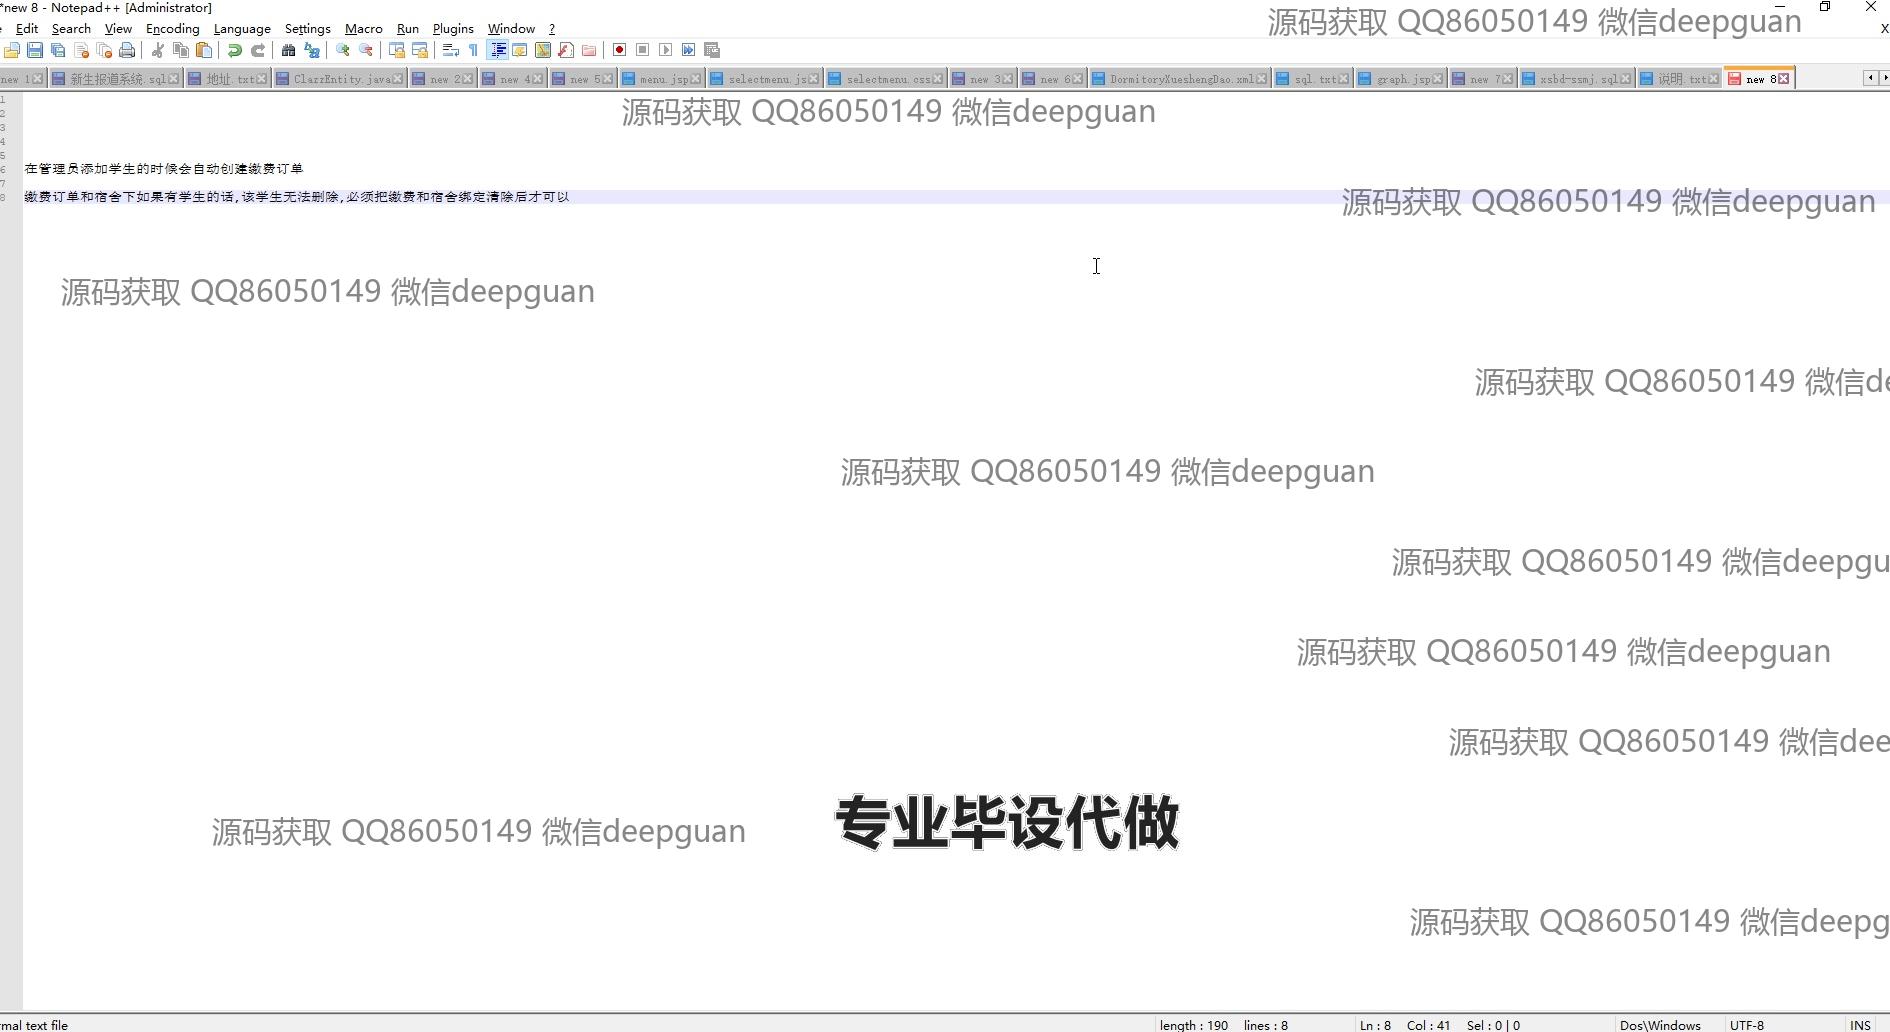 *new 8 - Notepad++ [Administrator]
源码获取 QQ86050149 微信deepguan
Edit Search View Encoding Language Settings Macro Run Plugins Window ?
X
new 1 新生报道系统.sql 地址.txt ClazzEntity.java new 2 new 4 new 5 menu.jsp selectmenu.js selectmenu.css new 3 new 6 DormitoryXueshengDao.xml sql.txt graph.jsp new 7 xsbd-ssmj.sql 说明.txt new 8
1
源码获取 QQ86050149 微信deepguan
2
3
4
5
6 在管理员添加学生的时候会自动创建缴费订单
7
8 缴费订单和宿舍下如果有学生的话,该学生无法删除,必须把缴费和宿舍绑定清除后才可以
源码获取 QQ86050149 微信deepguan
源码获取 QQ86050149 微信deepguan
源码获取 QQ86050149 微信de
源码获取 QQ86050149 微信deepguan
源码获取 QQ86050149 微信deepgu
源码获取 QQ86050149 微信deepguan
源码获取 QQ86050149 微信dee
源码获取 QQ86050149 微信deepguan
专业毕设代做
源码获取 QQ86050149 微信deepg
rmal text file length : 190 lines : 8 Ln : 8 Col : 41 Sel : 0 | 0 Dos\Windows UTF-8 INS